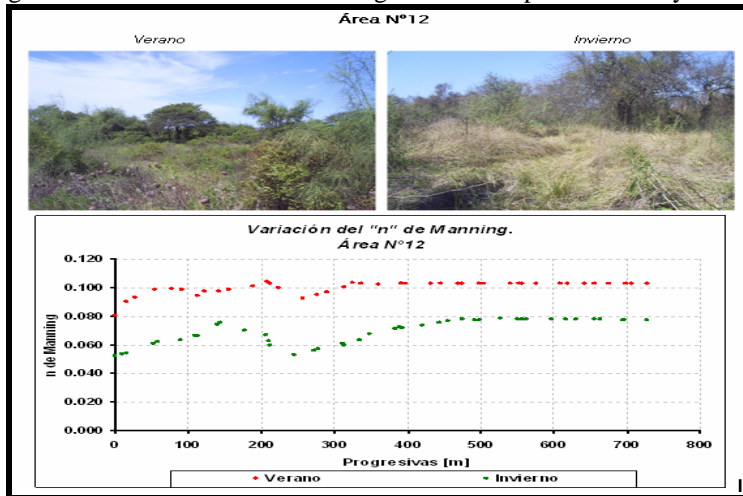 Área Nº12
Verano
Invierno
Variación del "n" de Manning.
Área N°12
n de Manning
0.120
0.100
0.080
0.060
0.040
0.020
0.000
0 100 200 300 400 500 600 700 800
Progresivas [m]
Verano Invierno